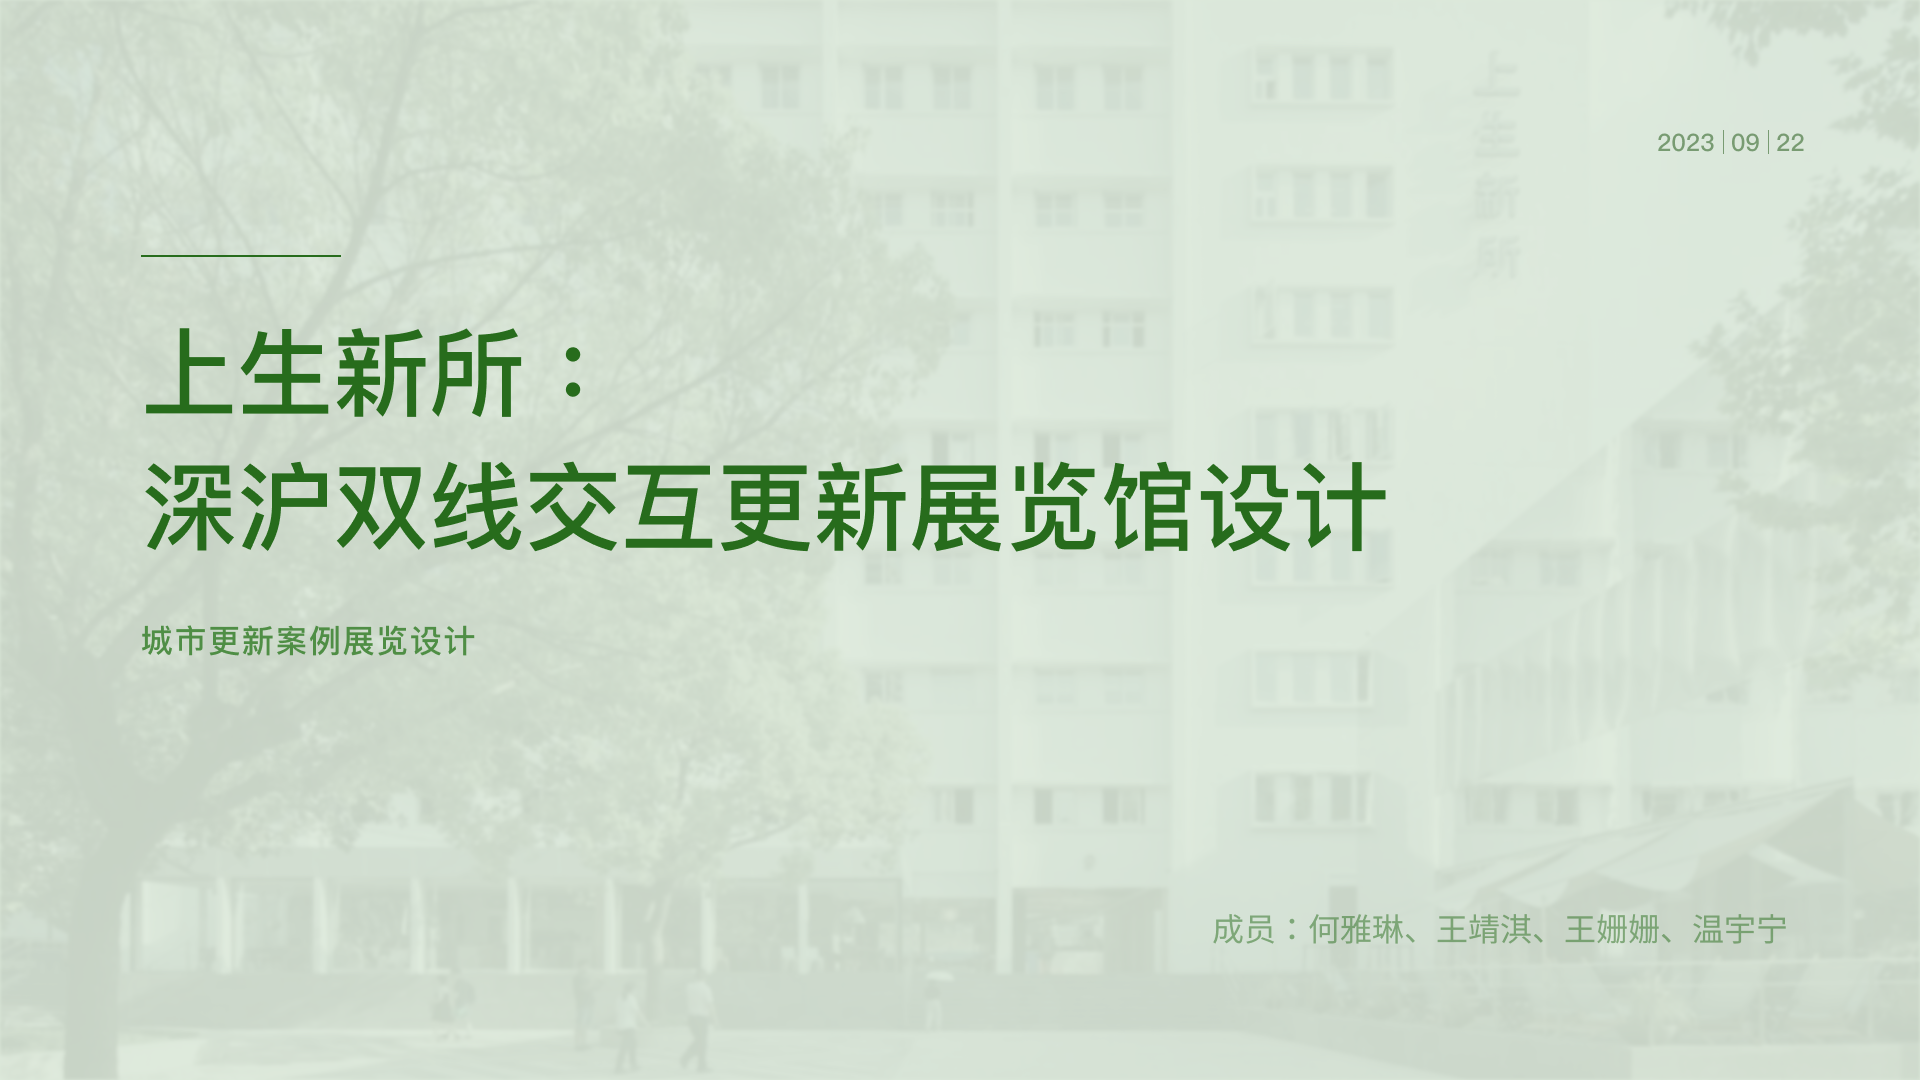 上生新所
2023|09|22
上生新所：
深沪双线交互更新展览馆设计
城市更新案例展览设计
成员：何雅琳、王靖淇、王姗姗、温宇宁